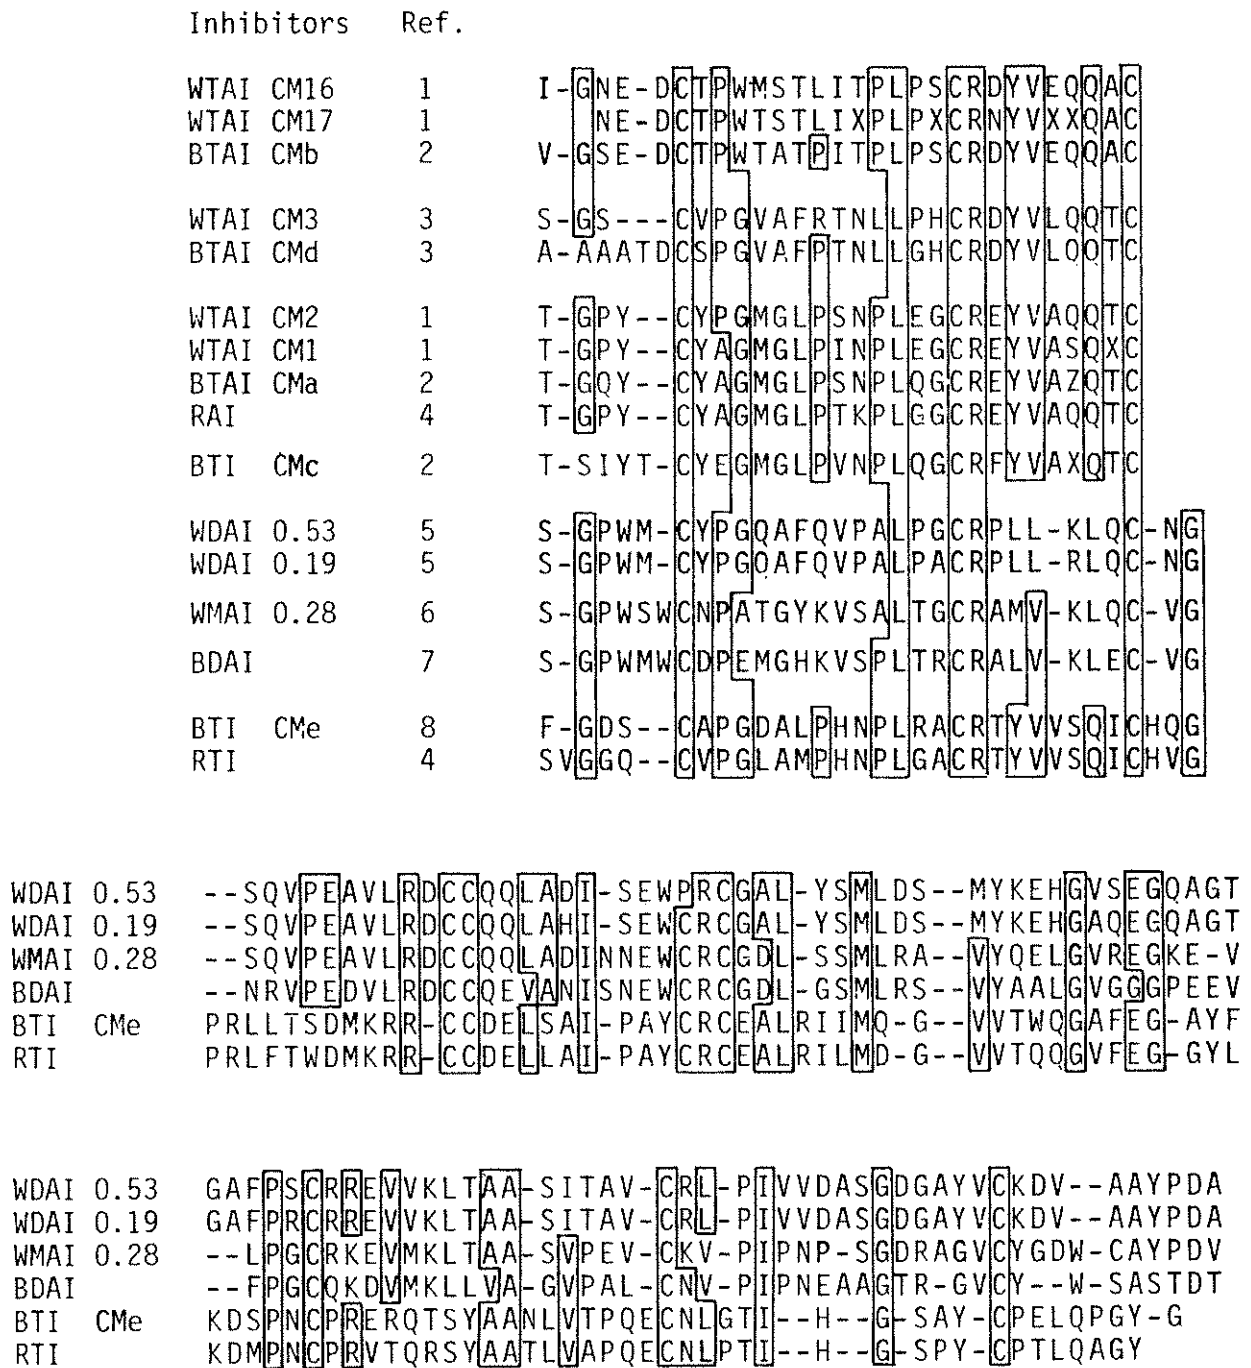 Inhibitors Ref.
WTAI CM16 1 I-GNE-DCTPWMSTLITPLPSCRDYVEQQAC
WTAI CM17 1 NE-DCTPWTSTLIXPLPXCRNYVXXQAC
BTAI CMb 2 V-GSE-DCTPWTATPITPLPSCRDYVEQQAC
WTAI CM3 3 S-GS---CVPGVAFRTNLLPHCRDYVLQQTC
BTAI CMd 3 A-AAATDCSPGVAFPTNLLGHCRDYVLQQTC
WTAI CM2 1 T-GPY--CYPGMGLPSNPLEGCREYVAQQTC
WTAI CM1 1 T-GPY--CYAGMGLPINPLEGCREYVASQXC
BTAI CMa 2 T-GQY--CYAGMGLPSNPLQGCREYVAZQTC
RAI 4 T-GPY--CYAGMGLPTKPLGGCREYVAQQTC
BTI CMc 2 T-SIYT-CYEGMGLPVNPLQGCRFYVAXQTC
WDAI 0.53 5 S-GPWM-CYPGQAFQVPALPGCRPLL-KLQC-NG
WDAI 0.19 5 S-GPWM-CYPGQAFQVPALPACRPLL-RLQC-NG
WMAI 0.28 6 S-GPWSWCNPATGYKVSALTGCRAMV-KLQC-VG
BDAI 7 S-GPWMWCDPEMGHKVSPLTRCRALV-KLEC-VG
BTI CMe 8 F-GDS--CAPGDALPHNPLRACRTYVVSQICHQG
RTI 4 SVGGQ--CVPGLAMPHNPLGACRTYVVSQICHVG
WDAI 0.53 --SQVPEAVLRDCCQQLADI-SEWPRCGAL-YSMLDS--MYKEHGVSEGQAGT
WDAI 0.19 --SQVPEAVLRDCCQQLAHI-SEWCRCGAL-YSMLDS--MYKEHGAQEGQAGT
WMAI 0.28 --SQVPEAVLRDCCQQLADINNEWCRCGDL-SSMLRA--VYQELGVREGKE-V
BDAI --NRVPEDVLRDCCQEVANISNEWCRCGDL-GSMLRS--VYAALGVGGGPEEV
BTI CMe PRLLTSDMKRR-CCDELSAI-PAYCRCEALRIIMQ-G--VVTWQGAFEG-AYF
RTI PRLFTWDMKRR-CCDELLAI-PAYCRCEALRILMD-G--VVTQQGVFEG-GYL
WDAI 0.53 GAFPSCRREVVKLTAA-SITAV-CRL-PIVVDASGDGAYVCKDV--AAYPDA
WDAI 0.19 GAFPRCRREVVKLTAA-SITAV-CRL-PIVVDASGDGAYVCKDV--AAYPDA
WMAI 0.28 --LPGCRKEVMKLTAA-SVPEV-CKV-PIPNP-SGDRAGVCYGDW-CAYPDV
BDAI --FPGCQKDVMKLLVA-GVPAL-CNV-PIPNEAAGTR-GVCY--W-SASTDT
BTI CMe KDSPNCPRERQTSYAANLVTPQECNLGTI--H--G-SAY-CPELQPGY-G
RTI KDMPNCPRVTQRSYAATLVAPQECNLPTI--H--G-SPY-CPTLQAGY